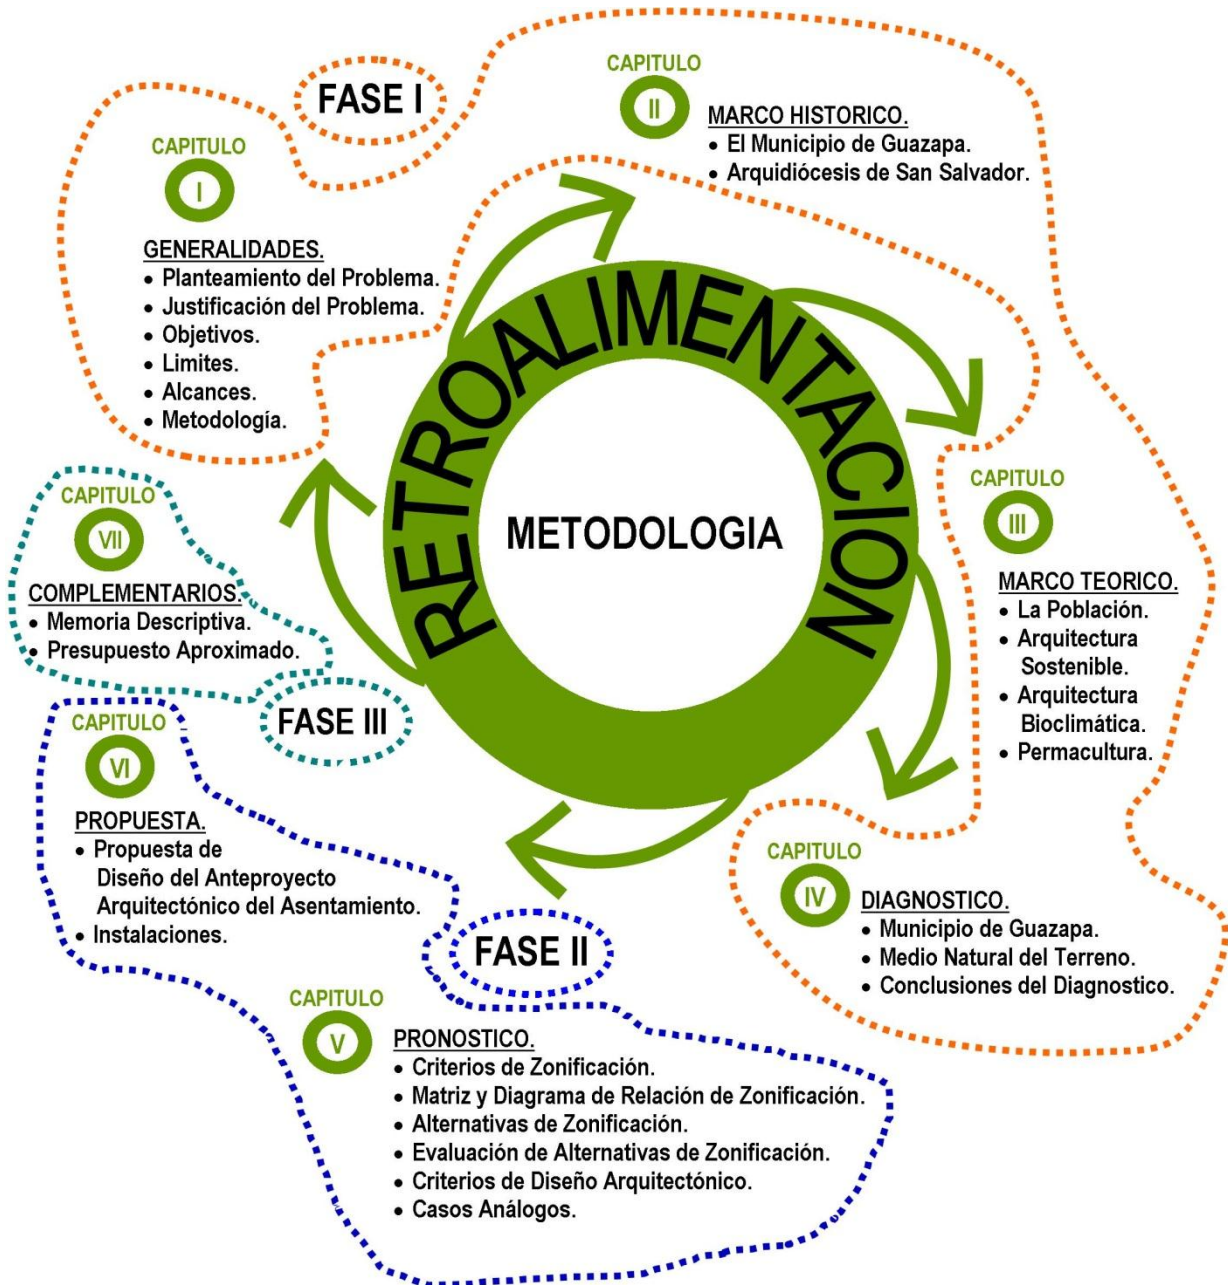 FASE I
CAPITULO
I
GENERALIDADES.
• Planteamiento del Problema.
• Justificación del Problema.
• Objetivos.
• Limites.
• Alcances.
• Metodología.
CAPITULO
II
MARCO HISTORICO.
• El Municipio de Guazapa.
• Arquidiócesis de San Salvador.
RETROALIMENTACION
METODOLOGIA
CAPITULO
III
MARCO TEORICO.
• La Población.
• Arquitectura
Sostenible.
• Arquitectura
Bioclimática.
• Permacultura.
CAPITULO
IV
DIAGNOSTICO.
• Municipio de Guazapa.
• Medio Natural del Terreno.
• Conclusiones del Diagnostico.
FASE II
CAPITULO
V
PRONOSTICO.
• Criterios de Zonificación.
• Matriz y Diagrama de Relación de Zonificación.
• Alternativas de Zonificación.
• Evaluación de Alternativas de Zonificación.
• Criterios de Diseño Arquitectónico.
• Casos Análogos.
CAPITULO
VI
PROPUESTA.
• Propuesta de
Diseño del Anteproyecto
Arquitectónico del Asentamiento.
• Instalaciones.
FASE III
CAPITULO
VII
COMPLEMENTARIOS.
• Memoria Descriptiva.
• Presupuesto Aproximado.